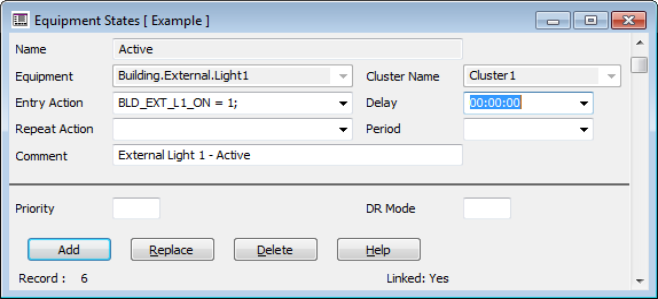 Equipment States [ Example ]
Name Active
Equipment Building.External.Light1 Cluster Name Cluster1
Entry Action BLD_EXT_L1_ON = 1; Delay 00:00:00
Repeat Action Period
Comment External Light 1 - Active
Priority DR Mode
Add Replace Delete Help
Record : 6 Linked: Yes